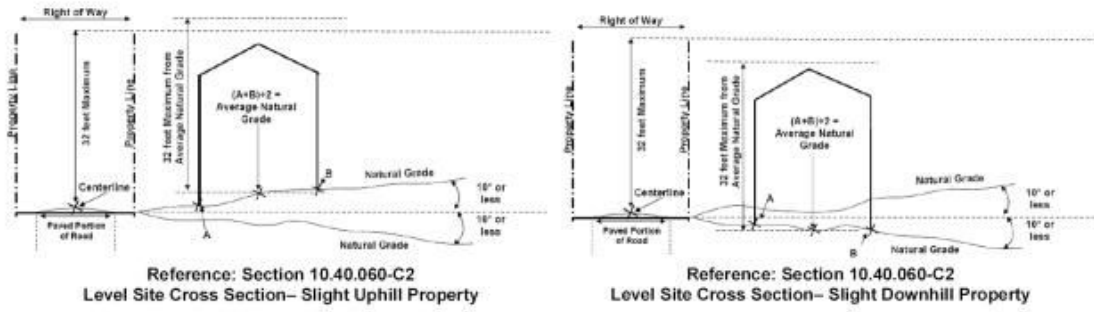 Right of Way
Property Line
32 feet Maximum
Property Line
32 feet Maximum from
Average Natural Grade
(A+B)÷2 =
Average Natural
Grade
B
Natural Grade
Centerline
10° or
less
10° or
less
Paved Portion
of Road
A
Natural Grade
Reference: Section 10.40.060-C2
Level Site Cross Section– Slight Uphill Property
Right of Way
Property Line
32 feet Maximum
Property Line
32 feet Maximum from
Average Natural Grade
(A+B)÷2 =
Average Natural
Grade
Natural Grade
A
Centerline
10° or
less
10° or
less
Paved Portion
of Road
B
Natural Grade
Reference: Section 10.40.060-C2
Level Site Cross Section– Slight Downhill Property